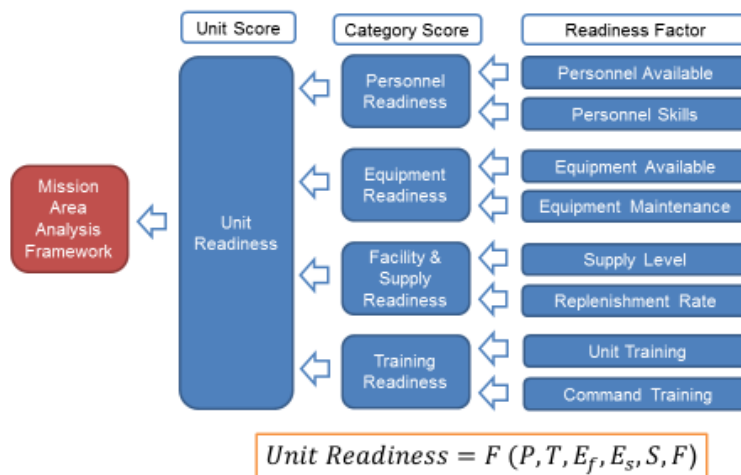 Unit Score
Category Score
Readiness Factor
Personnel
Readiness
Personnel Available
Personnel Skills
Equipment
Readiness
Equipment Available
Equipment Maintenance
Mission
Area
Analysis
Framework
Unit
Readiness
Facility &
Supply
Readiness
Supply Level
Replenishment Rate
Training
Readiness
Unit Training
Command Training
Unit Readiness = F (P, T, E_f, E_s, S, F)